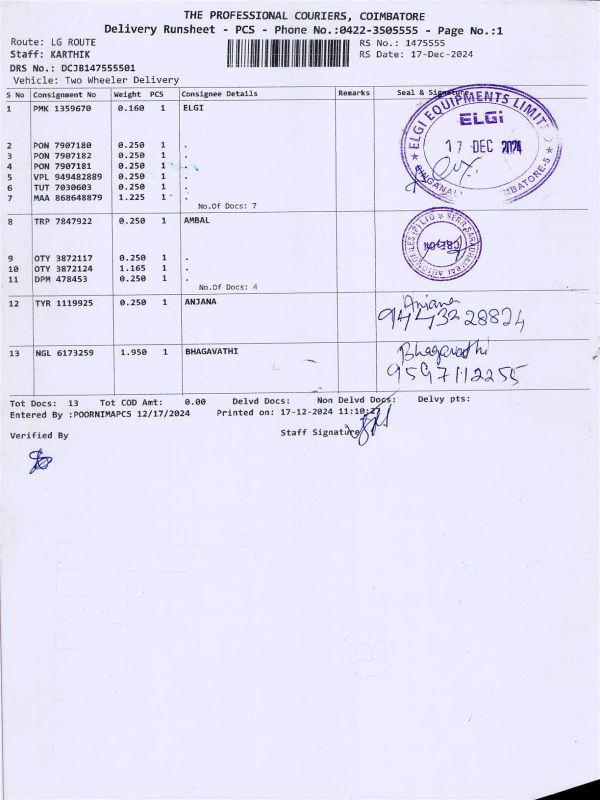 THE PROFESSIONAL COURIERS, COIMBATORE
Delivery Runsheet - PCS - Phone No.:0422-3505555 - Page No.:1
Route: LG ROUTE RS No.: 1475555
Staff: KARTHIK RS Date: 17-Dec-2024
DRS No.: DCJB147555501
Vehicle: Two Wheeler Delivery
S No Consignment No Weight PCS Consignee Details Remarks Seal & Signature
1 PMK 1359670 0.160 1 ELGI
2 PON 7907180 0.250 1 .
3 PON 7907182 0.250 1 .
4 PON 7907181 0.250 1 .
5 VPL 949482889 0.250 1 .
6 TUT 7030603 0.250 1 .
7 MAA 868648879 1.225 1 .
No.Of Docs: 7
ELGI EQUIPMENTS LIMITED
ELGi
17 DEC 2024
8 TRP 7847922 0.250 1 AMBAL
9 OTY 3872117 0.250 1 .
10 OTY 3872124 1.165 1 .
11 DPM 478453 0.250 1 .
No.Of Docs: 4
12 TYR 1119925 0.250 1 ANJANA
Anjana
9443328824
13 NGL 6173259 1.950 1 BHAGAVATHI
Bhagavathi
9597112255
Tot Docs: 13 Tot COD Amt: 0.00 Delvd Docs: Non Delvd Docs: Delvy pts:
Entered By :POORNIMAPCS 12/17/2024 Printed on: 17-12-2024 11:10:27
Verified By Staff Signature